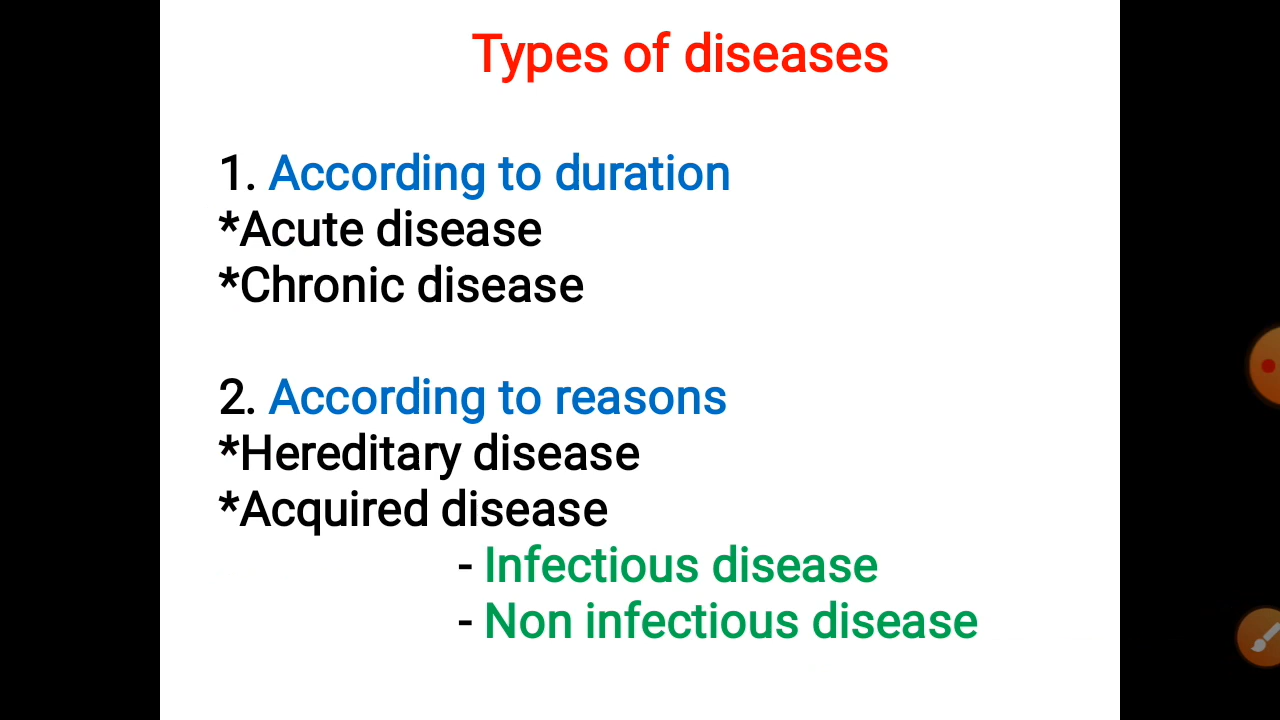 Types of diseases
1. According to duration
*Acute disease
*Chronic disease
2. According to reasons
*Hereditary disease
*Acquired disease
- Infectious disease
- Non infectious disease